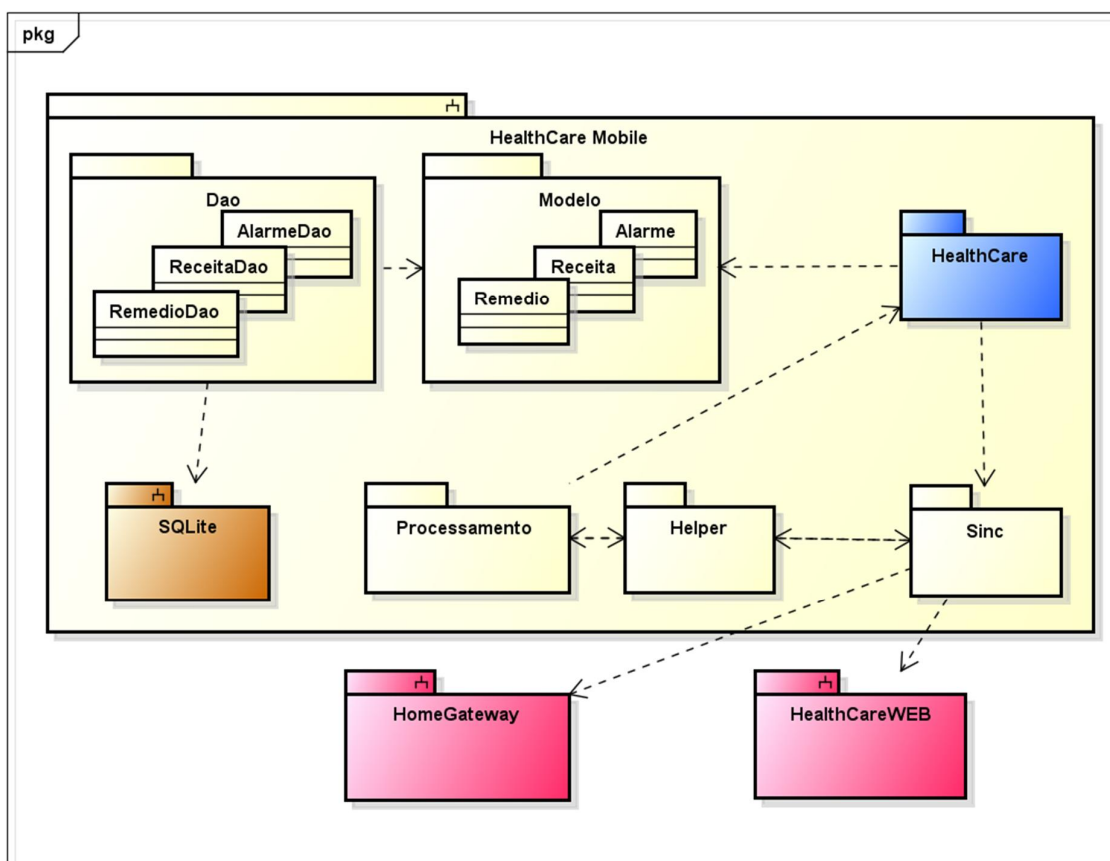 pkg
HealthCare Mobile
Dao
AlarmeDao
ReceitaDao
RemedioDao
Modelo
Alarme
Receita
Remedio
HealthCare
SQLite
Processamento
Helper
Sinc
HomeGateway
HealthCareWEB